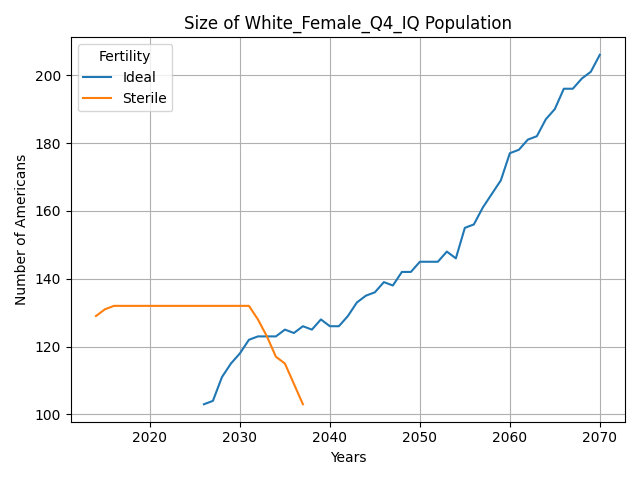 Size of White_Female_Q4_IQ Population
Fertility
Ideal
Sterile
Number of Americans
200
180
160
140
120
100
2020
2030
2040
2050
2060
2070
Years